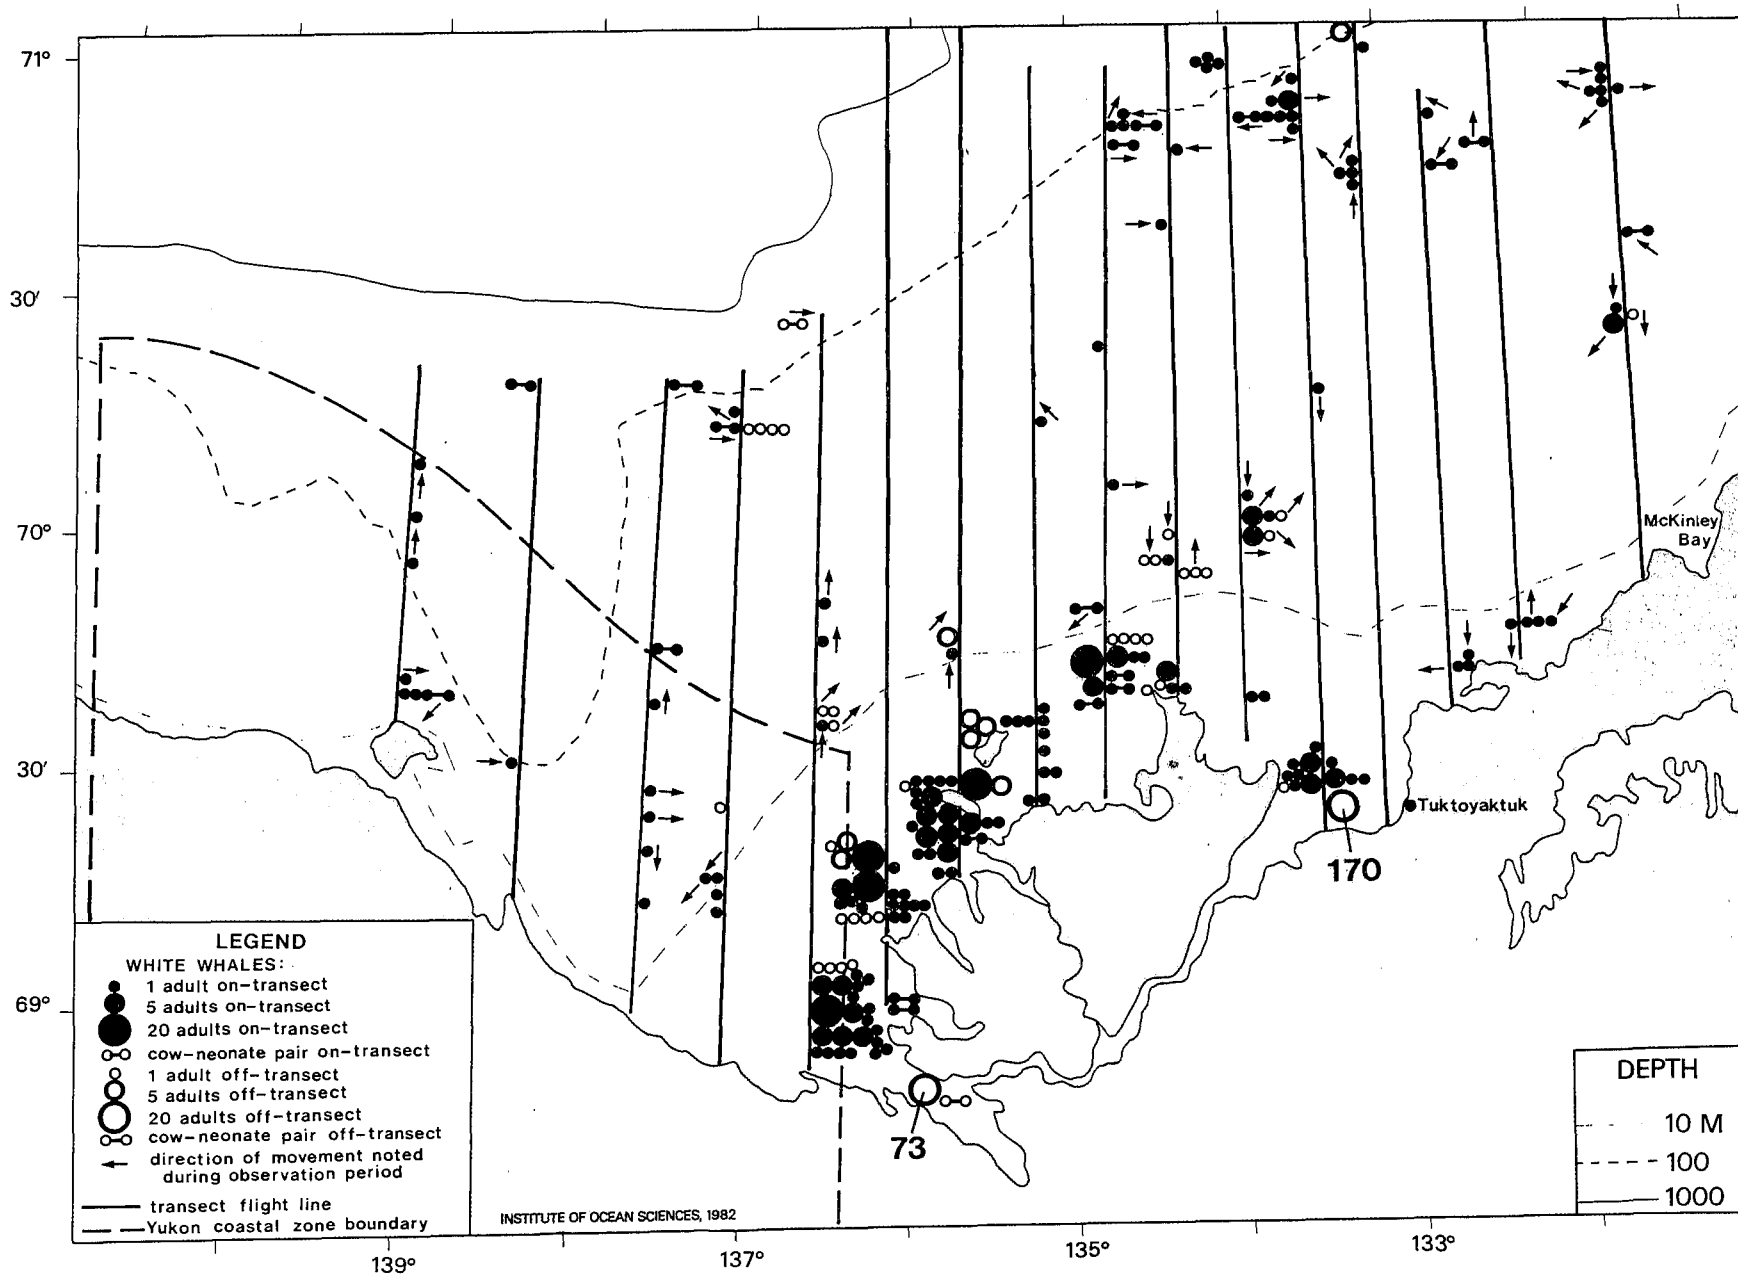 71°
30′
70°
McKinley
Bay
30′
Tuktoyaktuk
170
LEGEND
WHITE WHALES:
1 adult on-transect
5 adults on-transect
69°
20 adults on-transect
cow-neonate pair on-transect
1 adult off-transect
5 adults off-transect
20 adults off-transect
cow-neonate pair off-transect
direction of movement noted
during observation period
transect flight line
Yukon coastal zone boundary
73
DEPTH
10 M
100
1000
INSTITUTE OF OCEAN SCIENCES, 1982
139°
137°
135°
133°